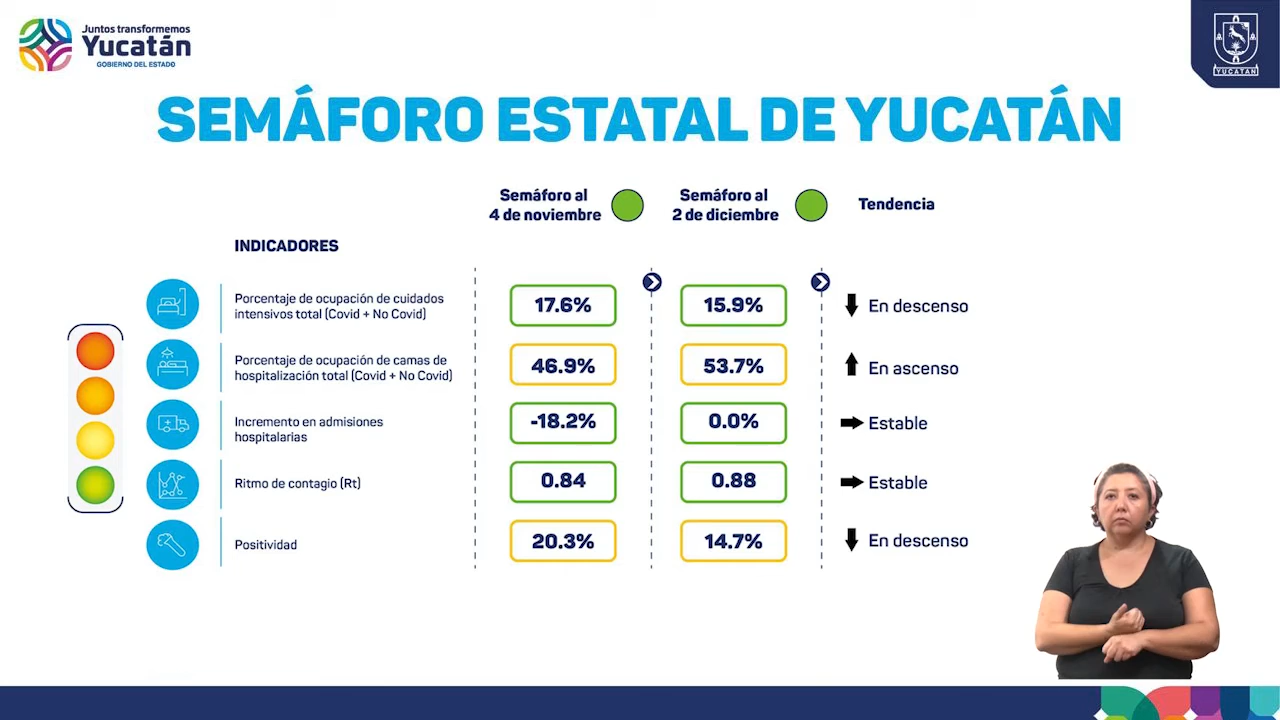 Juntos transformemos
Yucatán
GOBIERNO DEL ESTADO
YUCATAN
SEMÁFORO ESTATAL DE YUCATÁN
Semáforo al
4 de noviembre
Semáforo al
2 de diciembre
Tendencia
INDICADORES
Porcentaje de ocupación de cuidados
intensivos total (Covid + No Covid)
17.6%
15.9%
En descenso
Porcentaje de ocupación de camas de
hospitalización total (Covid + No Covid)
46.9%
53.7%
En ascenso
Incremento en admisiones
hospitalarias
-18.2%
0.0%
Estable
Ritmo de contagio (Rt)
0.84
0.88
Estable
Positividad
20.3%
14.7%
En descenso